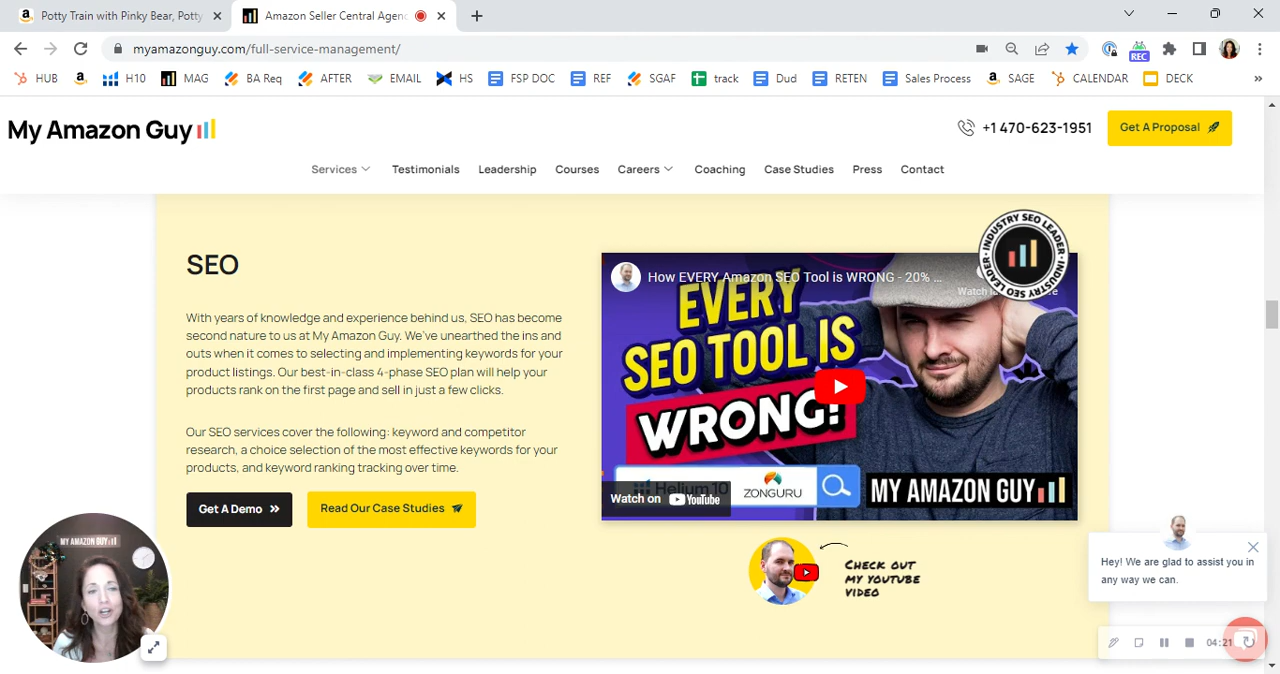 Potty Train with Pinky Bear, Potty
Amazon Seller Central Agenc
myamazonguy.com/full-service-management/
REC
HUB
H10
MAG
BA Req
AFTER
EMAIL
HS
FSP DOC
REF
SGAF
track
Dud
RETEN
Sales Process
SAGE
CALENDAR
DECK
My Amazon Guy
+1 470-623-1951
Get A Proposal
Services
Testimonials
Leadership
Courses
Careers
Coaching
Case Studies
Press
Contact
SEO
With years of knowledge and experience behind us, SEO has become
second nature to us at My Amazon Guy. We've unearthed the ins and
outs when it comes to selecting and implementing keywords for your
product listings. Our best-in-class 4-phase SEO plan will help your
products rank on the first page and sell in just a few clicks.
Our SEO services cover the following: keyword and competitor
research, a choice selection of the most effective keywords for your
products, and keyword ranking tracking over time.
Get A Demo
Read Our Case Studies
INDUSTRY SEO LEADER
INDUSTRY SEO LEADER
How EVERY Amazon SEO Tool is WRONG - 20% ...
EVERY
SEO TOOL IS
WRONG!
Helium 10
ZONGURU
MY AMAZON GUY
Watch on YouTube
CHECK OUT
MY YOUTUBE
VIDEO
MY AMAZON GUY
Hey! We are glad to assist you in
any way we can.
04:21